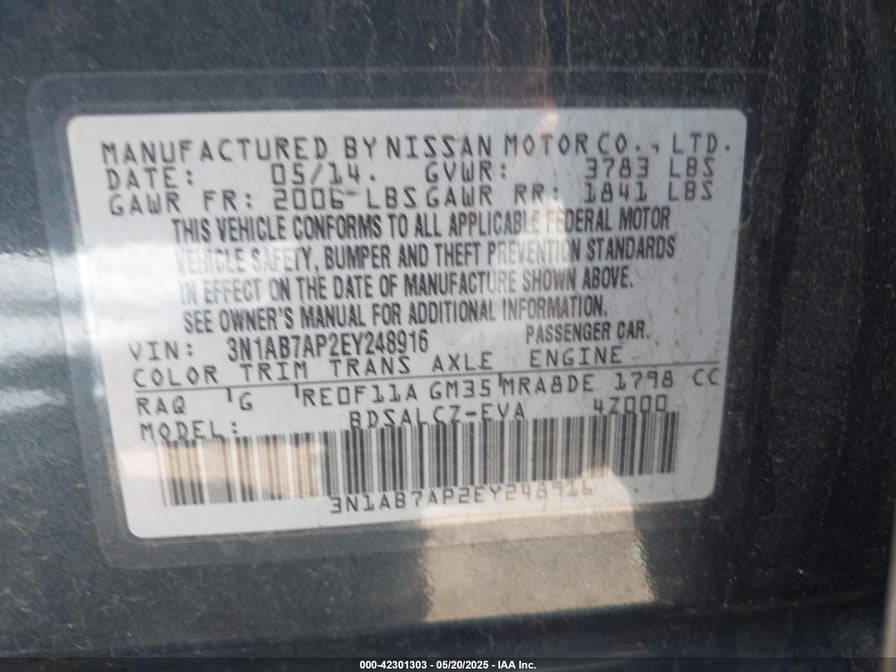 MANUFACTURED BY NISSAN MOTOR CO., LTD.
DATE: 05/14. GVWR: 3783 LBS
GAWR FR: 2006 LBS GAWR RR: 1841 LBS
THIS VEHICLE CONFORMS TO ALL APPLICABLE FEDERAL MOTOR
VEHICLE SAFETY, BUMPER AND THEFT PREVENTION STANDARDS
IN EFFECT ON THE DATE OF MANUFACTURE SHOWN ABOVE.
SEE OWNER'S MANUAL FOR ADDITIONAL INFORMATION.
VIN: 3N1AB7AP2EY248916 PASSENGER CAR.
COLOR TRIM TRANS AXLE ENGINE
RAQ G RE0F11A GM35 MRA8DE 1798 CC
MODEL: BDSALCZ-EVA 4Z000
3N1AB7AP2EY248916
000-42301303 — 05/20/2025 — IAA Inc.